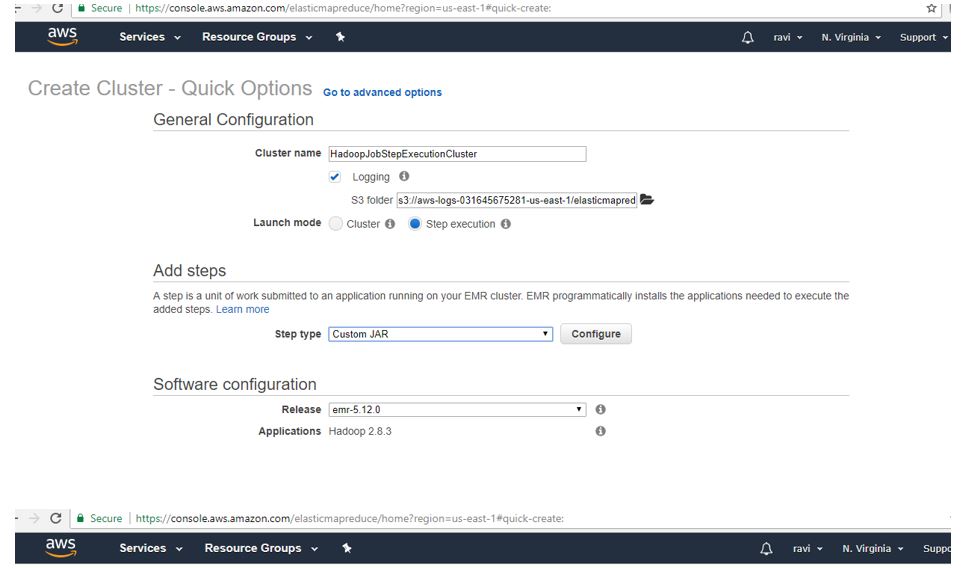 Secure https://console.aws.amazon.com/elasticmapreduce/home?region=us-east-1#quick-create:
aws Services Resource Groups ravi N. Virginia Support
Create Cluster - Quick Options Go to advanced options
General Configuration
Cluster name HadoopJobStepExecutionCluster
Logging
S3 folder s3://aws-logs-031645675281-us-east-1/elasticmapred
Launch mode Cluster Step execution
Add steps
A step is a unit of work submitted to an application running on your EMR cluster. EMR programmatically installs the applications needed to execute the
added steps. Learn more
Step type Custom JAR Configure
Software configuration
Release emr-5.12.0
Applications Hadoop 2.8.3
Secure https://console.aws.amazon.com/elasticmapreduce/home?region=us-east-1#quick-create:
aws Services Resource Groups ravi N. Virginia Suppo